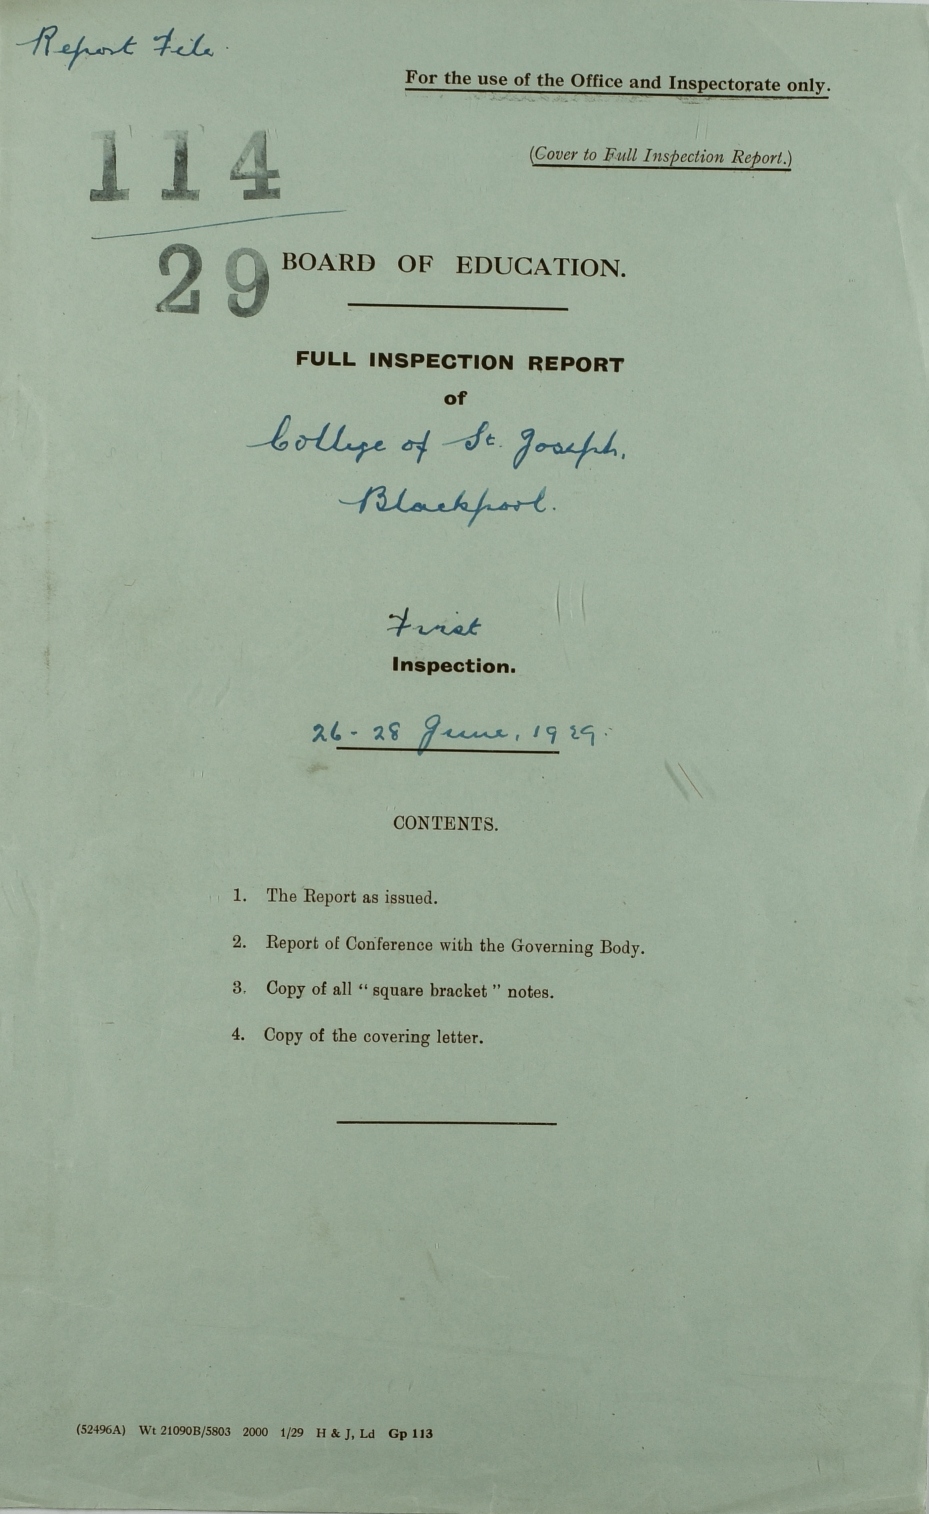 Report File.
For the use of the Office and Inspectorate only.
(Cover to Full Inspection Report.)
114
29
BOARD OF EDUCATION.
FULL INSPECTION REPORT
of
College of St. Joseph,
Blackpool.
First
Inspection.
26 - 28 June, 1929.
CONTENTS.
1. The Report as issued.
2. Report of Conference with the Governing Body.
3. Copy of all “ square bracket ” notes.
4. Copy of the covering letter.
(52496A) Wt 21090B/5803 2000 1/29 H & J, Ld Gp 113